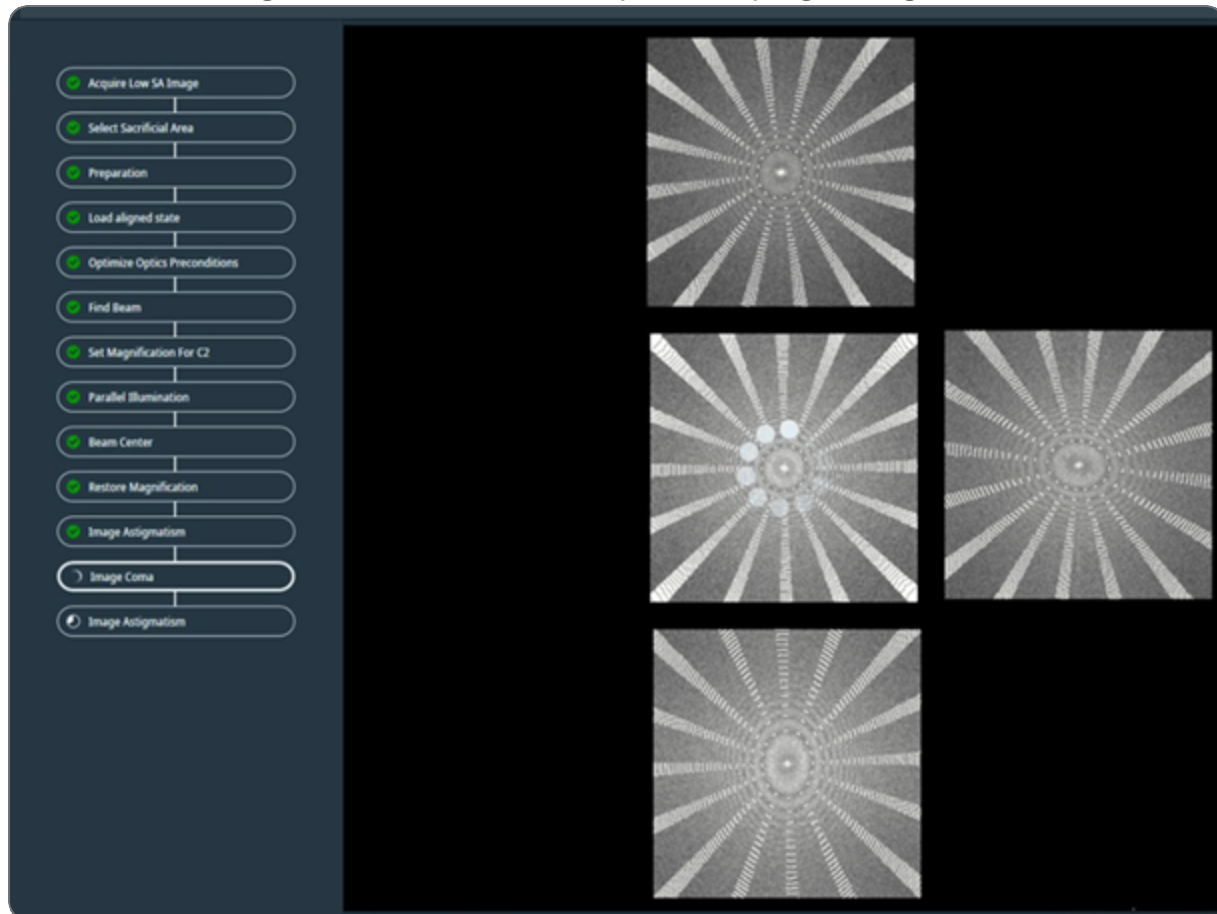 Acquire Low SA Image
Select Sacrificial Area
Preparation
Load aligned state
Optimize Optics Preconditions
Find Beam
Set Magnification For C2
Parallel Illumination
Beam Center
Restore Magnification
Image Astigmatism
Image Coma
Image Astigmatism